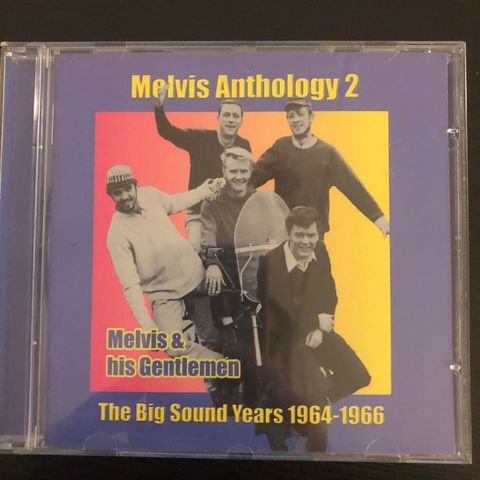 Melvis Anthology 2
Melvis &
his Gentlemen
The Big Sound Years 1964-1966